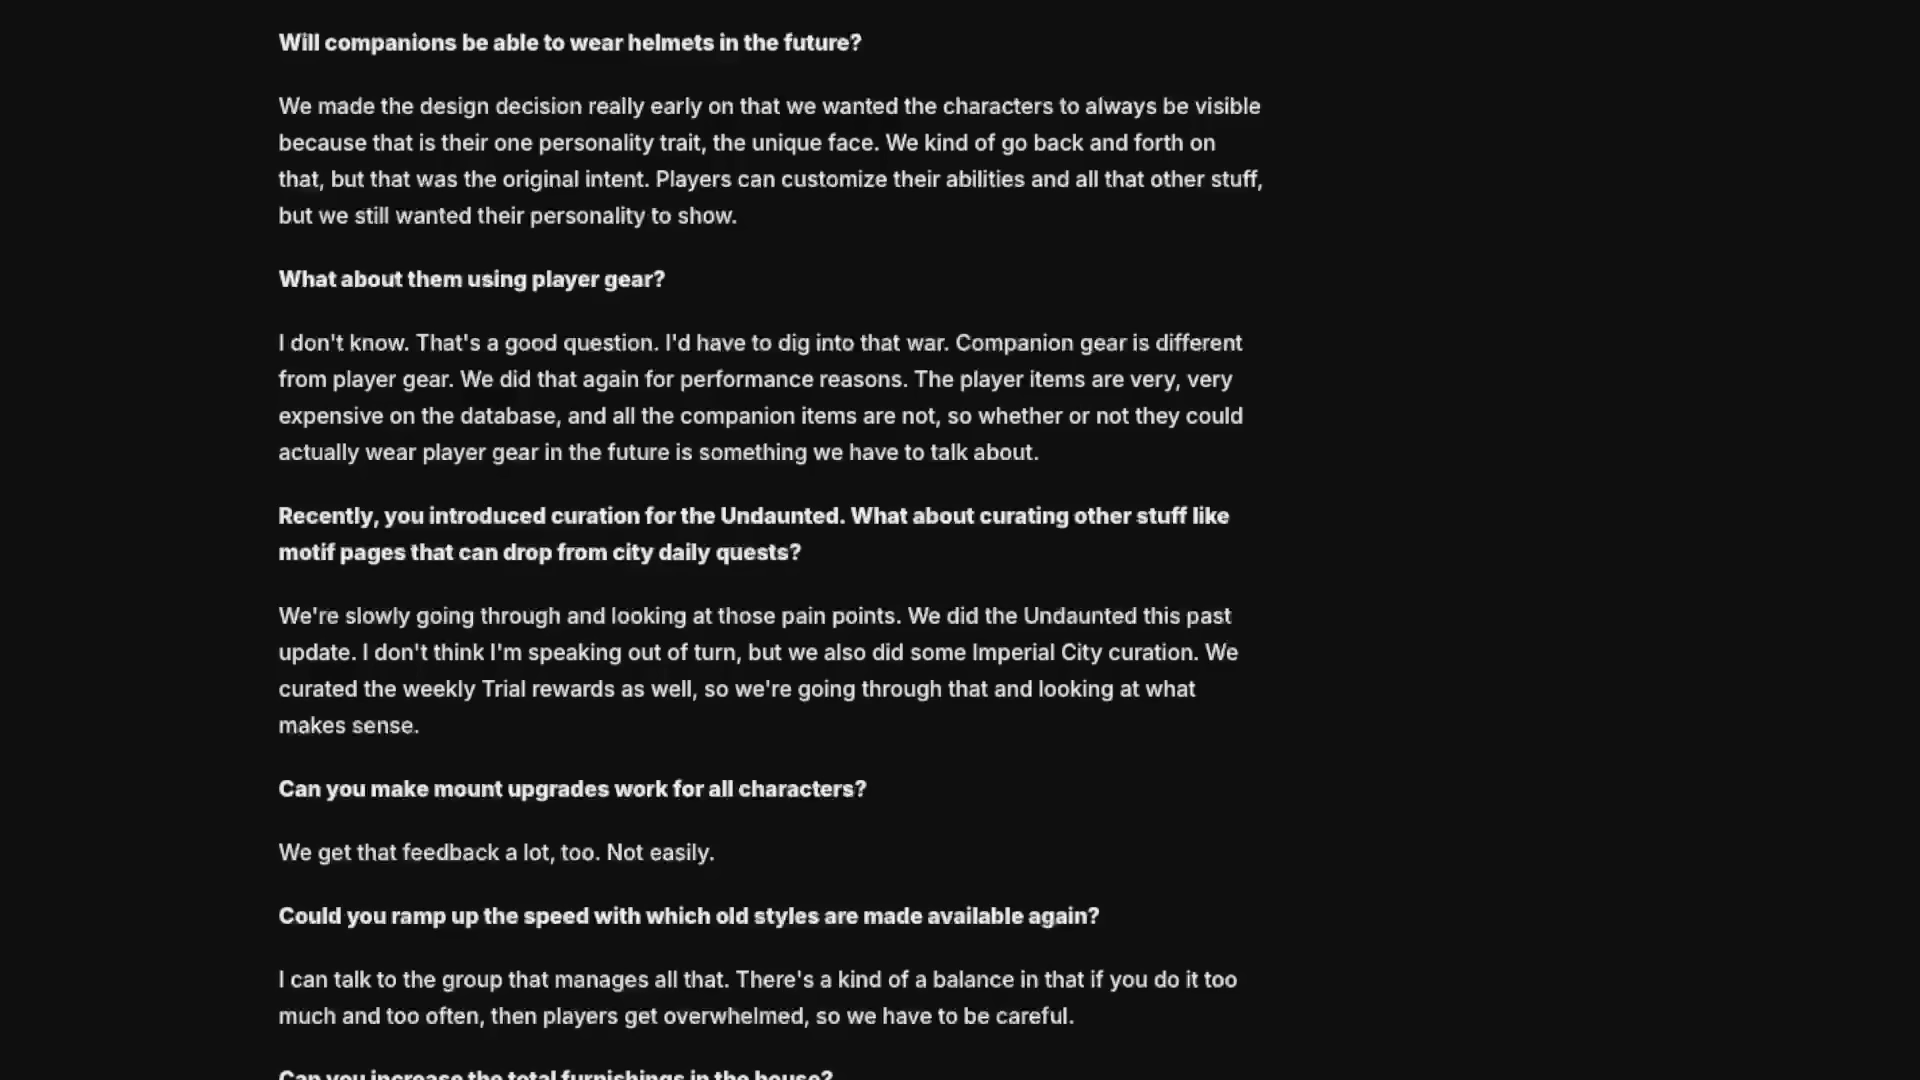 Will companions be able to wear helmets in the future?
We made the design decision really early on that we wanted the characters to always be visible
because that is their one personality trait, the unique face. We kind of go back and forth on
that, but that was the original intent. Players can customize their abilities and all that other stuff,
but we still wanted their personality to show.
What about them using player gear?
I don't know. That's a good question. I'd have to dig into that war. Companion gear is different
from player gear. We did that again for performance reasons. The player items are very, very
expensive on the database, and all the companion items are not, so whether or not they could
actually wear player gear in the future is something we have to talk about.
Recently, you introduced curation for the Undaunted. What about curating other stuff like
motif pages that can drop from city daily quests?
We're slowly going through and looking at those pain points. We did the Undaunted this past
update. I don't think I'm speaking out of turn, but we also did some Imperial City curation. We
curated the weekly Trial rewards as well, so we're going through that and looking at what
makes sense.
Can you make mount upgrades work for all characters?
We get that feedback a lot, too. Not easily.
Could you ramp up the speed with which old styles are made available again?
I can talk to the group that manages all that. There's a kind of a balance in that if you do it too
much and too often, then players get overwhelmed, so we have to be careful.
Can you increase the total furnishings in the house?